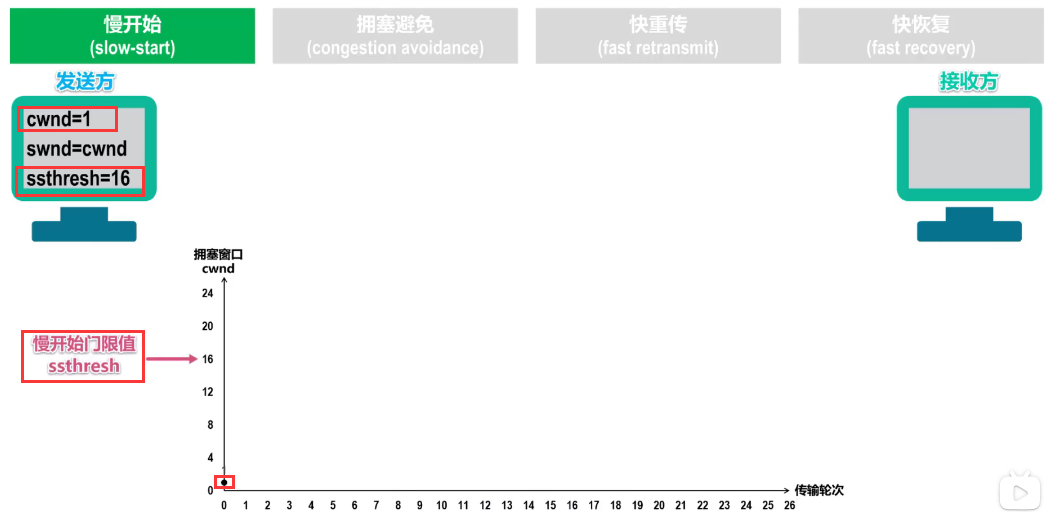 慢开始
(slow-start)
拥塞避免
(congestion avoidance)
快重传
(fast retransmit)
快恢复
(fast recovery)
发送方
接收方
cwnd=1
swnd=cwnd
ssthresh=16
拥塞窗口
cwnd
24
20
慢开始门限值
ssthresh
16
12
8
4
0
传输轮次
0 1 2 3 4 5 6 7 8 9 10 11 12 13 14 15 16 17 18 19 20 21 22 23 24 25 26